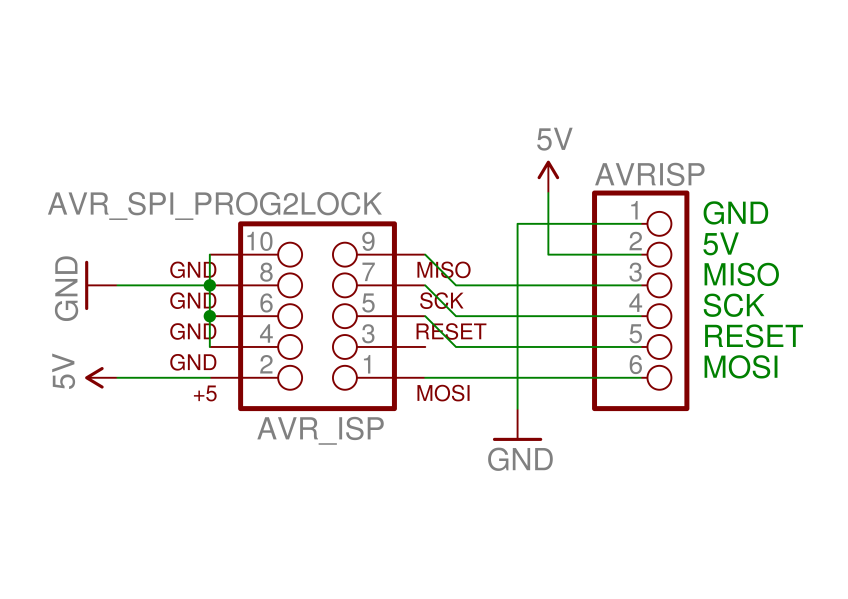 5V
AVRISP
AVR_SPI_PROG2LOCK
1 GND
10 9 2 5V
GND MISO 3 MISO
GND 8 7
GND SCK 4 SCK
6 5
GND RESET 5 RESET
4 3
5V GND 2 1 6 MOSI
+5 MOSI
AVR_ISP
GND